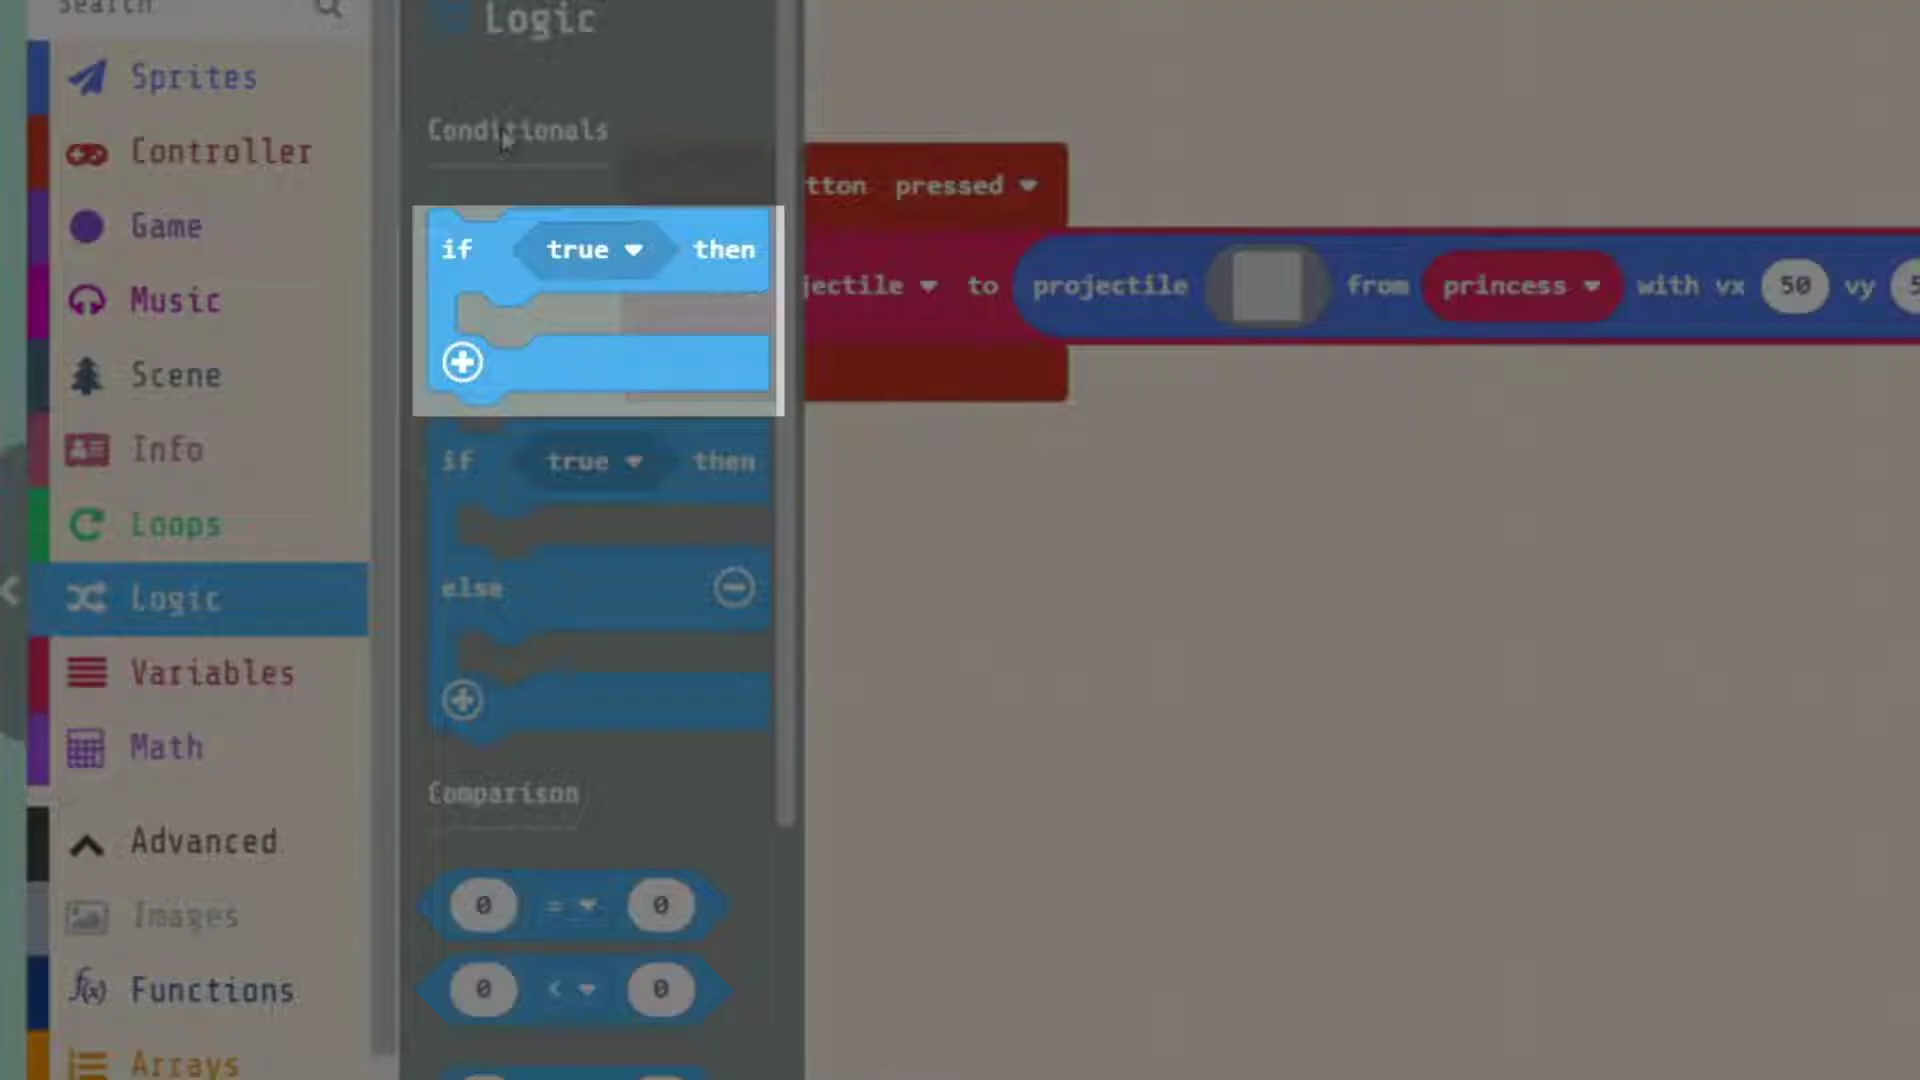 Search
Sprites
Controller
Game
Music
Scene
Info
Loops
Logic
Variables
Math
Advanced
Images
Functions
Arrays
Logic
Conditionals
if true then
if true then
else
Comparison
0 = 0
0 < 0
tton pressed
jectile to projectile from princess with vx 50 vy 5